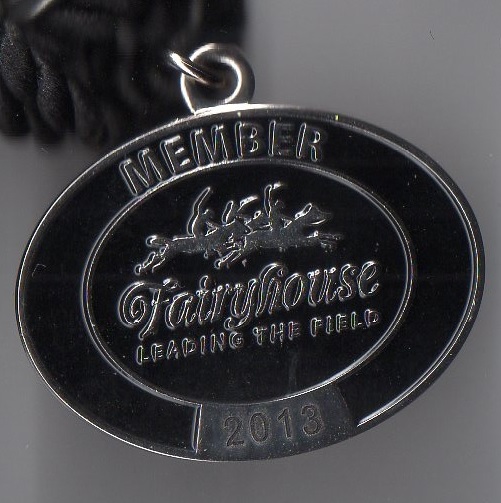 MEMBER
Fairyhouse
LEADING THE FIELD
2013